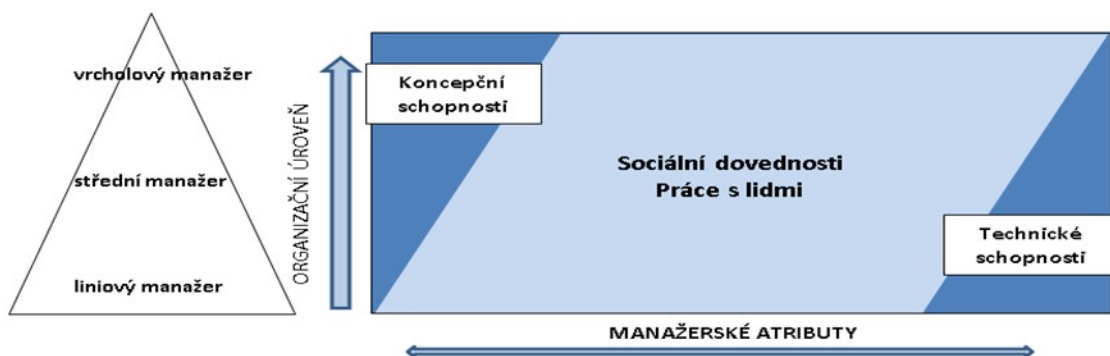 vrcholový manažer
střední manažer
liniový manažer
ORGANIZAČNÍ ÚROVEŇ
Koncepční
schopnosti
Sociální dovednosti
Práce s lidmi
Technické
schopnosti
MANAŽERSKÉ ATRIBUTY